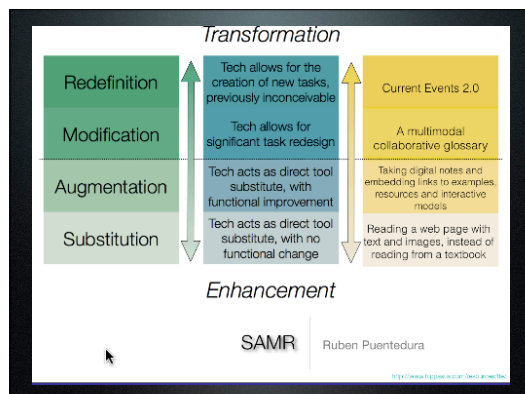 Transformation
Redefinition
Tech allows for the
creation of new tasks,
previously inconceivable
Current Events 2.0
Modification
Tech allows for
significant task redesign
A multimodal
collaborative glossary
Augmentation
Tech acts as direct tool
substitute, with
functional improvement
Taking digital notes and
embedding links to examples,
resources and interactive
models
Substitution
Tech acts as direct tool
substitute, with no
functional change
Reading a web page with
text and images, instead of
reading from a textbook
Enhancement
SAMR
Ruben Puentedura